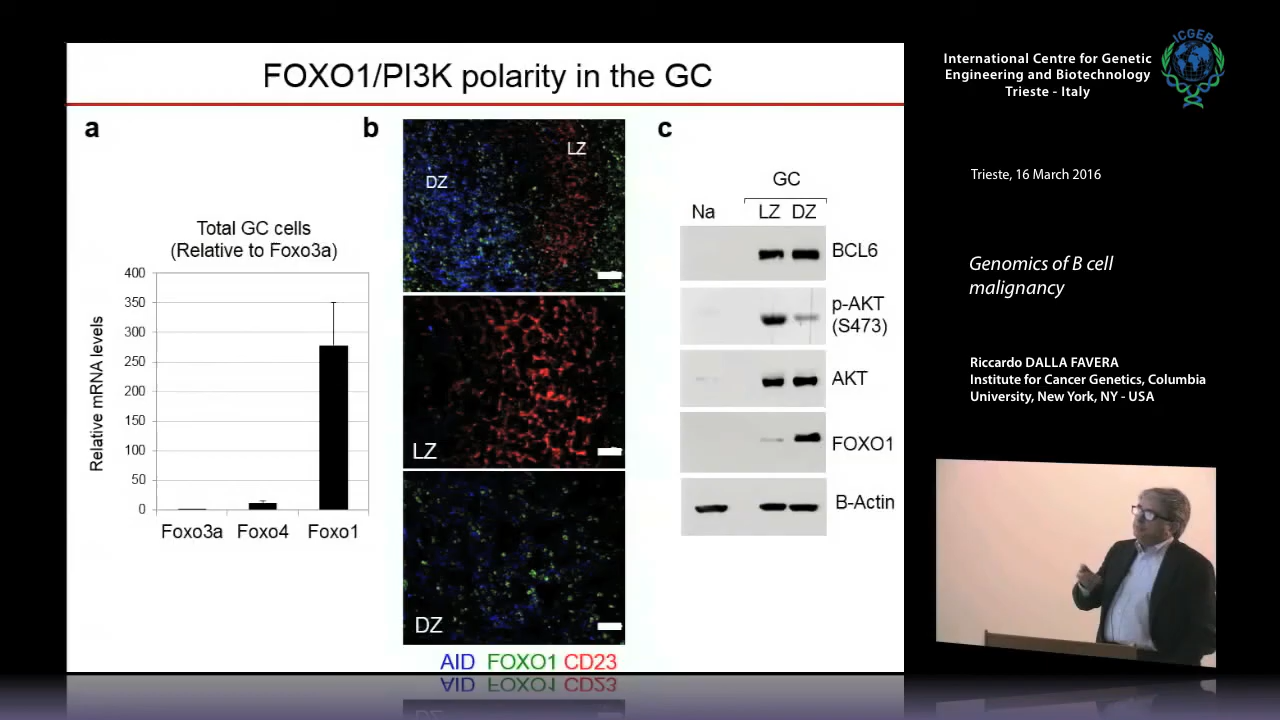 FOXO1/PI3K polarity in the GC
a
Total GC cells
(Relative to Foxo3a)
Relative mRNA levels
400
350
300
250
200
150
100
50
0
Foxo3a Foxo4 Foxo1
b
DZ
LZ
LZ
DZ
AID FOXO1 CD23
c
GC
Na LZ DZ
BCL6
p-AKT
(S473)
AKT
FOXO1
B-Actin
International Centre for Genetic
Engineering and Biotechnology
Trieste - Italy
ICGEB
Trieste, 16 March 2016
Genomics of B cell
malignancy
Riccardo DALLA FAVERA
Institute for Cancer Genetics, Columbia
University, New York, NY - USA